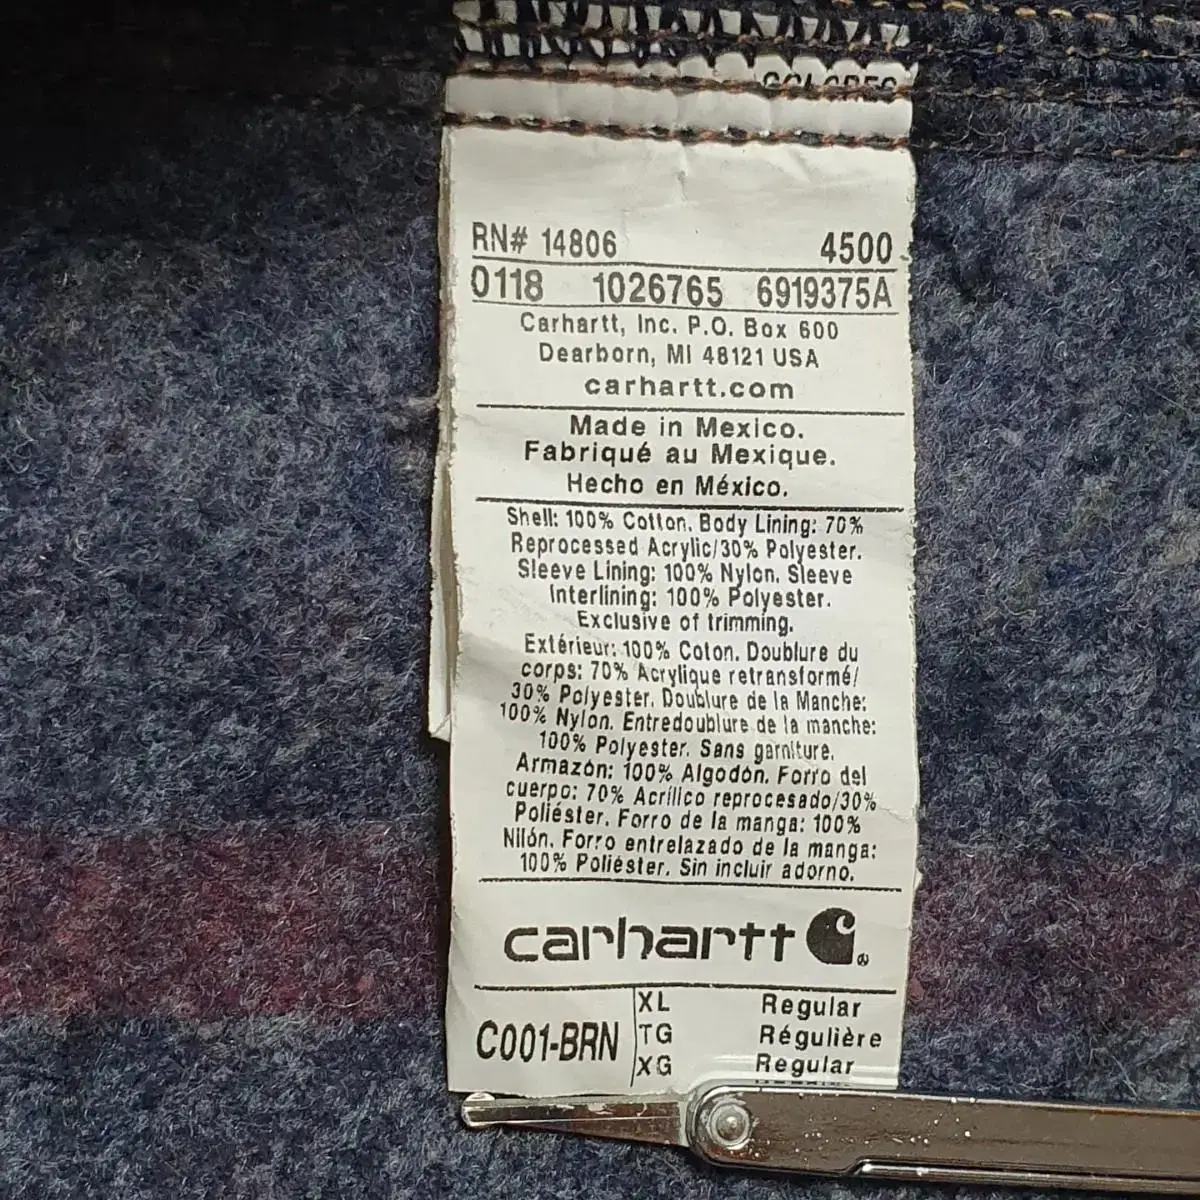 COLORES
RN# 14806 4500
0118 1026765 6919375A
Carhartt, Inc. P.O. Box 600
Dearborn, MI 48121 USA
carhartt.com
Made in Mexico.
Fabriqué au Mexique.
Hecho en México.
Shell: 100% Cotton. Body Lining: 70%
Reprocessed Acrylic/30% Polyester.
Sleeve Lining: 100% Nylon. Sleeve
Interlining: 100% Polyester.
Exclusive of trimming.
Extérieur: 100% Coton. Doublure du
corps: 70% Acrylique retransformé/
30% Polyester. Doublure de la Manche:
100% Nylon. Entredoublure de la manche:
100% Polyester. Sans garniture.
Armazón: 100% Algodón. Forro del
cuerpo: 70% Acrílico reprocesado/30%
Poliéster. Forro de la manga: 100%
Nilón. Forro entrelazado de la manga:
100% Poliéster. Sin incluir adorno.
carhartt
C001-BRN
XL Regular
TG Régulière
XG Regular